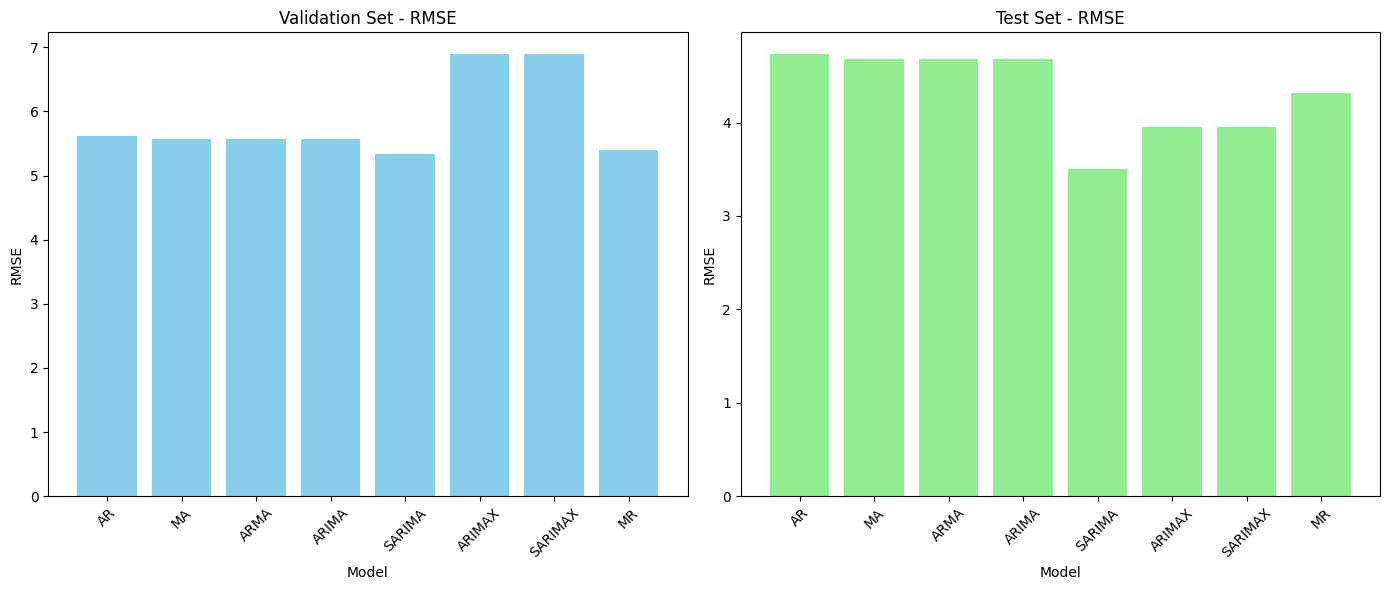 Validation Set - RMSE
7
6
5
4
3
2
1
0
RMSE
AR
MA
ARMA
ARIMA
SARIMA
ARIMAX
SARIMAX
MR
Model
Test Set - RMSE
4
3
2
1
0
RMSE
AR
MA
ARMA
ARIMA
SARIMA
ARIMAX
SARIMAX
MR
Model